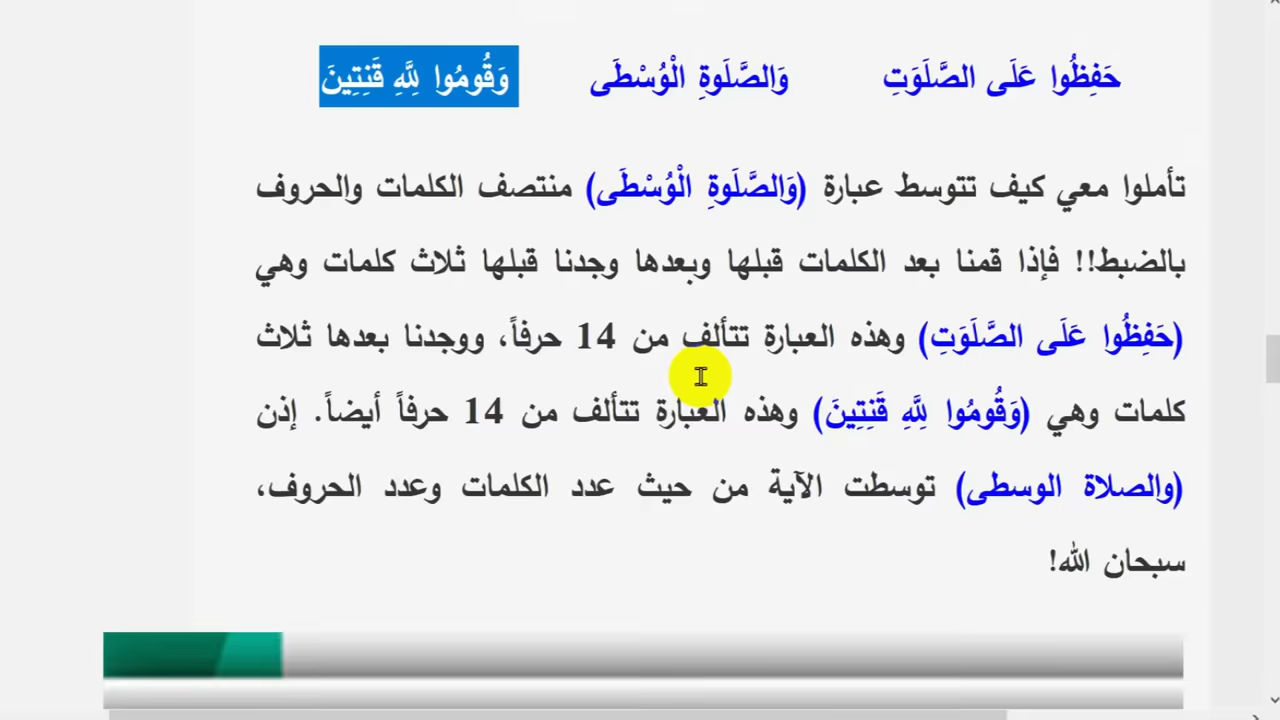 حَفِظُوا عَلَى الصَّلَوَتِ وَالصَّلَوةِ الْوُسْطَى وَقُومُوا لِلَّهِ قَنِتِينَ
تأملوا معي كيف تتوسط عبارة (وَالصَّلَوةِ الْوُسْطَى) منتصف الكلمات والحروف
بالضبط!! فإذا قمنا بعد الكلمات قبلها وبعدها وجدنا قبلها ثلاث كلمات وهي
(حَفِظُوا عَلَى الصَّلَوَتِ) وهذه العبارة تتألف من 14 حرفاً، ووجدنا بعدها ثلاث
كلمات وهي (وَقُومُوا لِلَّهِ قَنِتِينَ) وهذه العبارة تتألف من 14 حرفاً أيضاً. إذن
(والصلاة الوسطى) توسطت الآية من حيث عدد الكلمات وعدد الحروف،
سبحان الله!